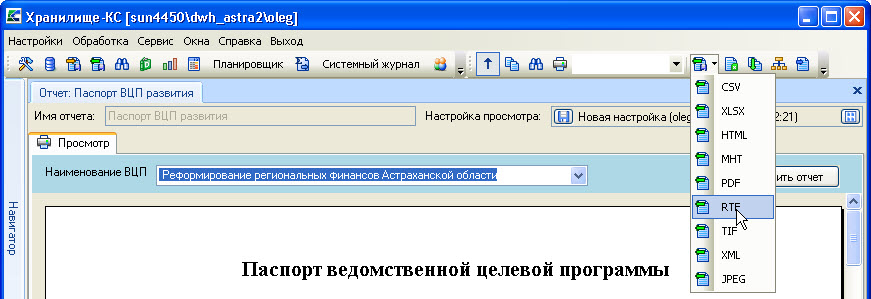 Хранилище-КС [sun4450\dwh_astra2\oleg]
Настройки Обработка Сервис Окна Справка Выход
Планировщик Системный журнал
Отчет: Паспорт ВЦП развития
Имя отчета: Паспорт ВЦП развития Настройка просмотра: Новая настройка (oleg 2:21)
CSV
XLSX
HTML
MHT
PDF
RTF
TIF
XML
JPEG
Просмотр
Наименование ВЦП Реформирование региональных финансов Астраханской области ить отчет
Навигатор
Паспорт ведомственной целевой программы